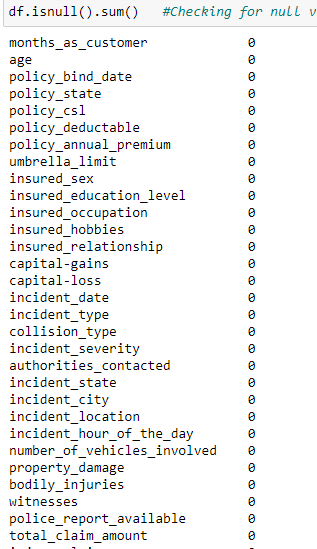 df.isnull().sum() #Checking for null
months_as_customer 0
age 0
policy_bind_date 0
policy_state 0
policy_csl 0
policy_deductable 0
policy_annual_premium 0
umbrella_limit 0
insured_sex 0
insured_education_level 0
insured_occupation 0
insured_hobbies 0
insured_relationship 0
capital-gains 0
capital-loss 0
incident_date 0
incident_type 0
collision_type 0
incident_severity 0
authorities_contacted 0
incident_state 0
incident_city 0
incident_location 0
incident_hour_of_the_day 0
number_of_vehicles_involved 0
property_damage 0
bodily_injuries 0
witnesses 0
police_report_available 0
total_claim_amount 0